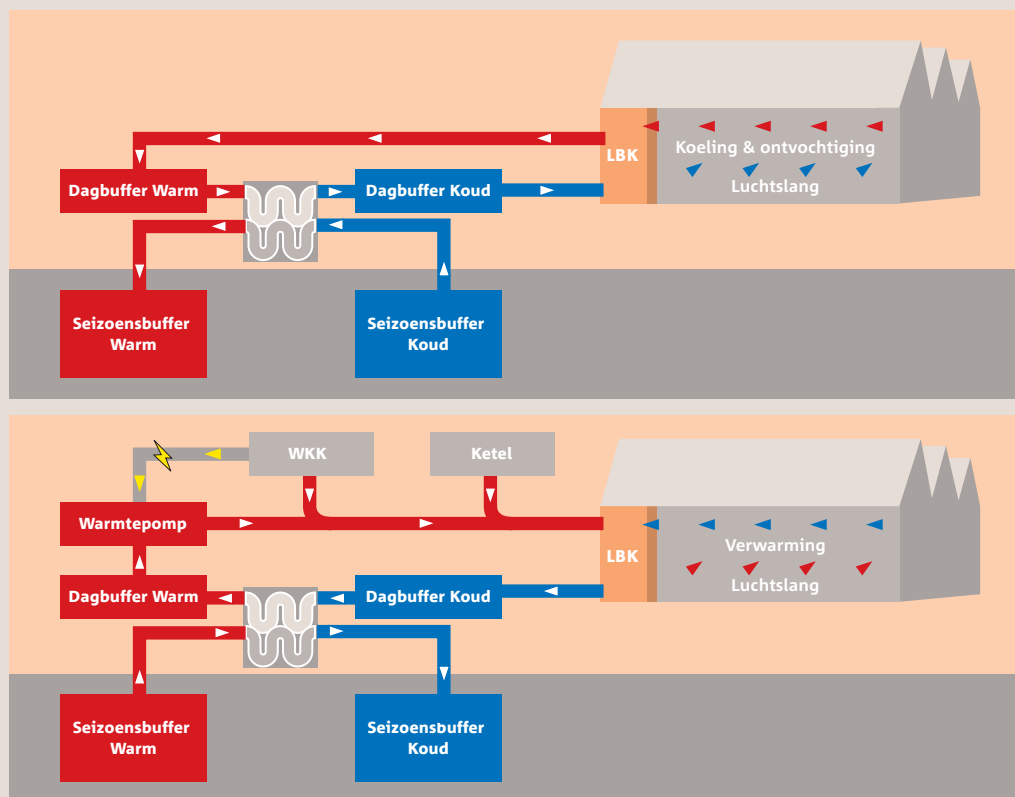 LBK
Koeling & ontvochtiging
Luchtslang
Dagbuffer Warm
Dagbuffer Koud
Seizoensbuffer
Warm
Seizoensbuffer
Koud
WKK
Ketel
Warmtepomp
LBK
Verwarming
Luchtslang
Dagbuffer Warm
Dagbuffer Koud
Seizoensbuffer
Warm
Seizoensbuffer
Koud